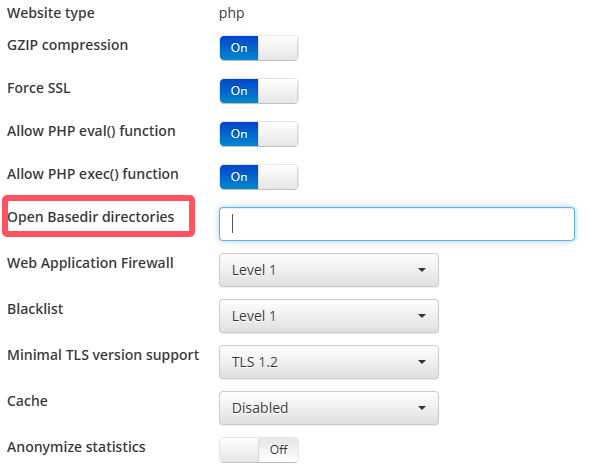 Website type php
GZIP compression On
Force SSL On
Allow PHP eval() function On
Allow PHP exec() function On
Open Basedir directories
Web Application Firewall Level 1
Blacklist Level 1
Minimal TLS version support TLS 1.2
Cache Disabled
Anonymize statistics Off